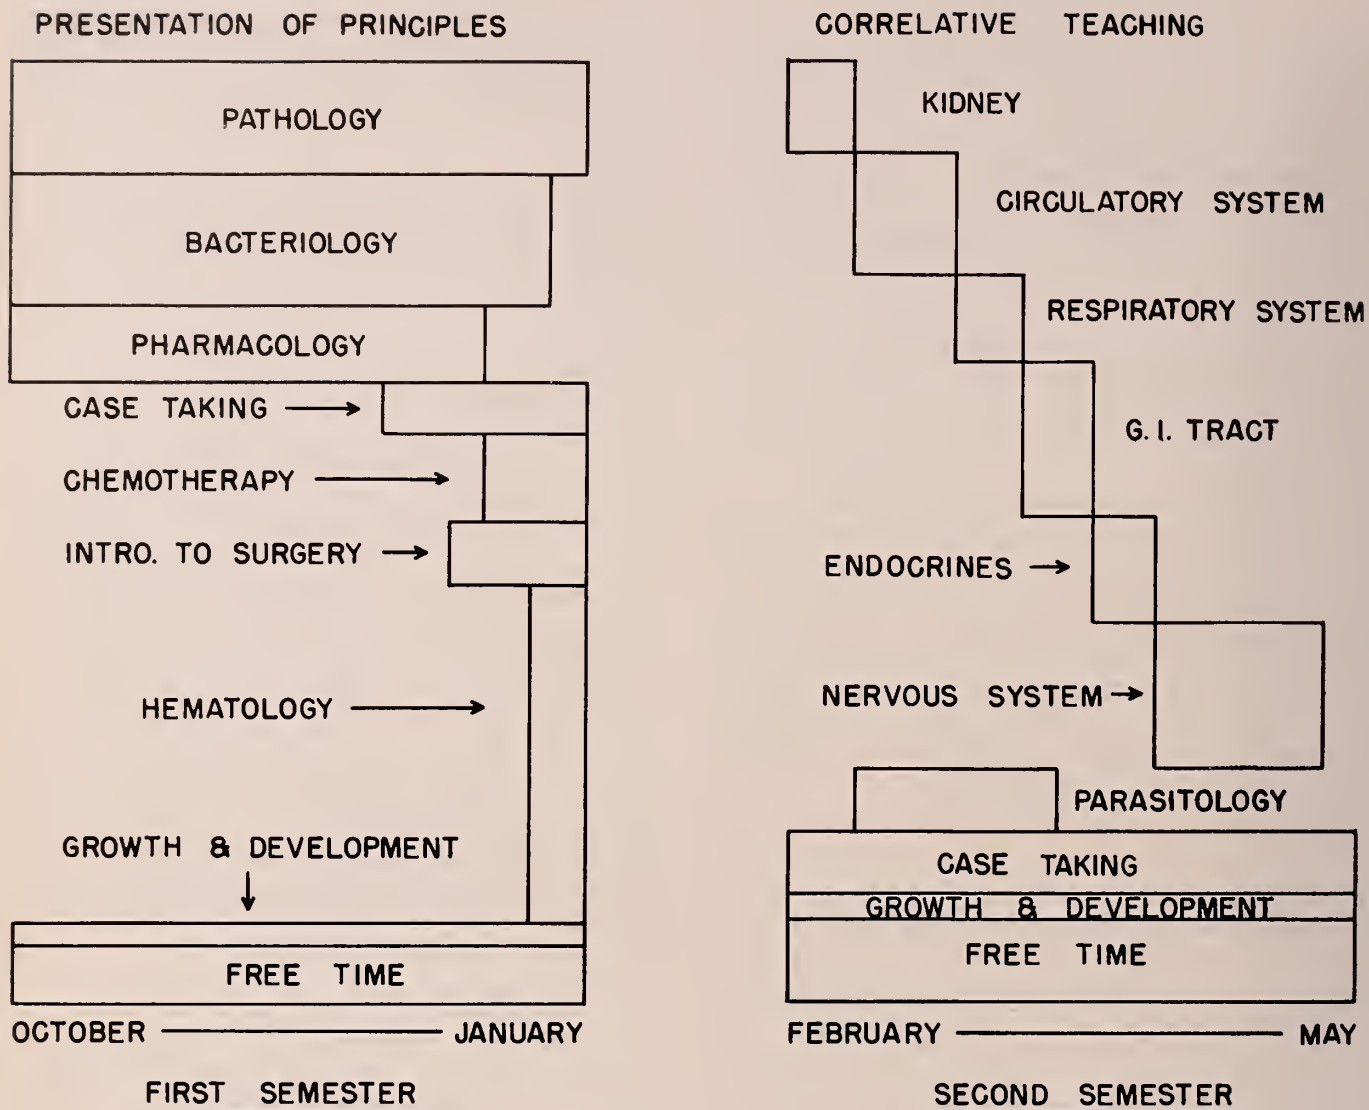 PRESENTATION OF PRINCIPLES
PATHOLOGY
BACTERIOLOGY
PHARMACOLOGY
CASE TAKING
CHEMOTHERAPY
INTRO. TO SURGERY
HEMATOLOGY
GROWTH & DEVELOPMENT
FREE TIME
OCTOBER
JANUARY
FIRST SEMESTER
CORRELATIVE TEACHING
KIDNEY
CIRCULATORY SYSTEM
RESPIRATORY SYSTEM
G. I. TRACT
ENDOCRINES
NERVOUS SYSTEM
PARASITOLOGY
CASE TAKING
GROWTH & DEVELOPMENT
FREE TIME
FEBRUARY
MAY
SECOND SEMESTER